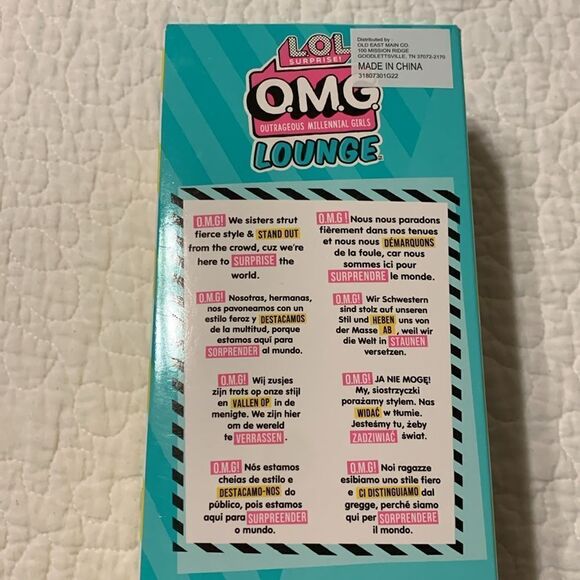 L.O.L.
SURPRISE!
O.M.G.
OUTRAGEOUS MILLENNIAL GIRLS
LOUNGE
Distributed by:
OLD EAST MAIN CO.
100 MISSION RIDGE
GOODLETTSVILLE, TN 37072-2170
MADE IN CHINA
31807301G22
O.M.G! We sisters strut
fierce style & STAND OUT
from the crowd, cuz we're
here to SURPRISE the
world.
O.M.G! Nous nous paradons
fièrement dans nos tenues
et nous nous DÉMARQUONS
de la foule, car nous
sommes ici pour
SURPRENDRE le monde.
O.M.G! Nosotras, hermanas,
nos pavoneamos con un
estilo feroz y DESTACAMOS
de la multitud, porque
estamos aquí para
SORPRENDER al mundo.
O.M.G! Wir Schwestern
sind stolz auf unseren
Stil und HEBEN uns von
der Masse AB, weil wir
die Welt in STAUNEN
versetzen.
O.M.G! Wij zusjes
zijn trots op onze stijl
en VALLEN OP in de
menigte. We zijn hier
om de wereld
te VERRASSEN.
O.M.G! JA NIE MOGĘ!
My, siostrzyczki
porażamy stylem. Nas
WIDAĆ w tłumie.
Jesteśmy tu, żeby
ZADZIWIAĆ świat.
O.M.G! Nós estamos
cheias de estilo e
DESTACAMO-NOS do
público, pois estamos
aqui para SURPREENDER
o mundo.
O.M.G! Noi ragazze
esibiamo uno stile fiero
e CI DISTINGUIAMO dal
gregge, perché siamo
qui per SORPRENDERE
il mondo.